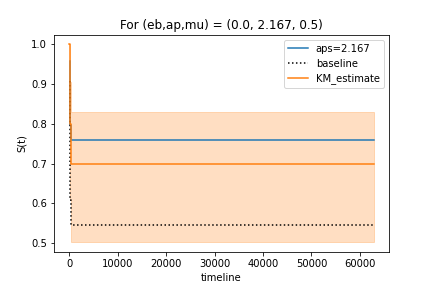 For (eb,ap,mu) = (0.0, 2.167, 0.5)
aps=2.167
baseline
KM_estimate
S(t)
1.0
0.9
0.8
0.7
0.6
0.5
0 10000 20000 30000 40000 50000 60000
timeline